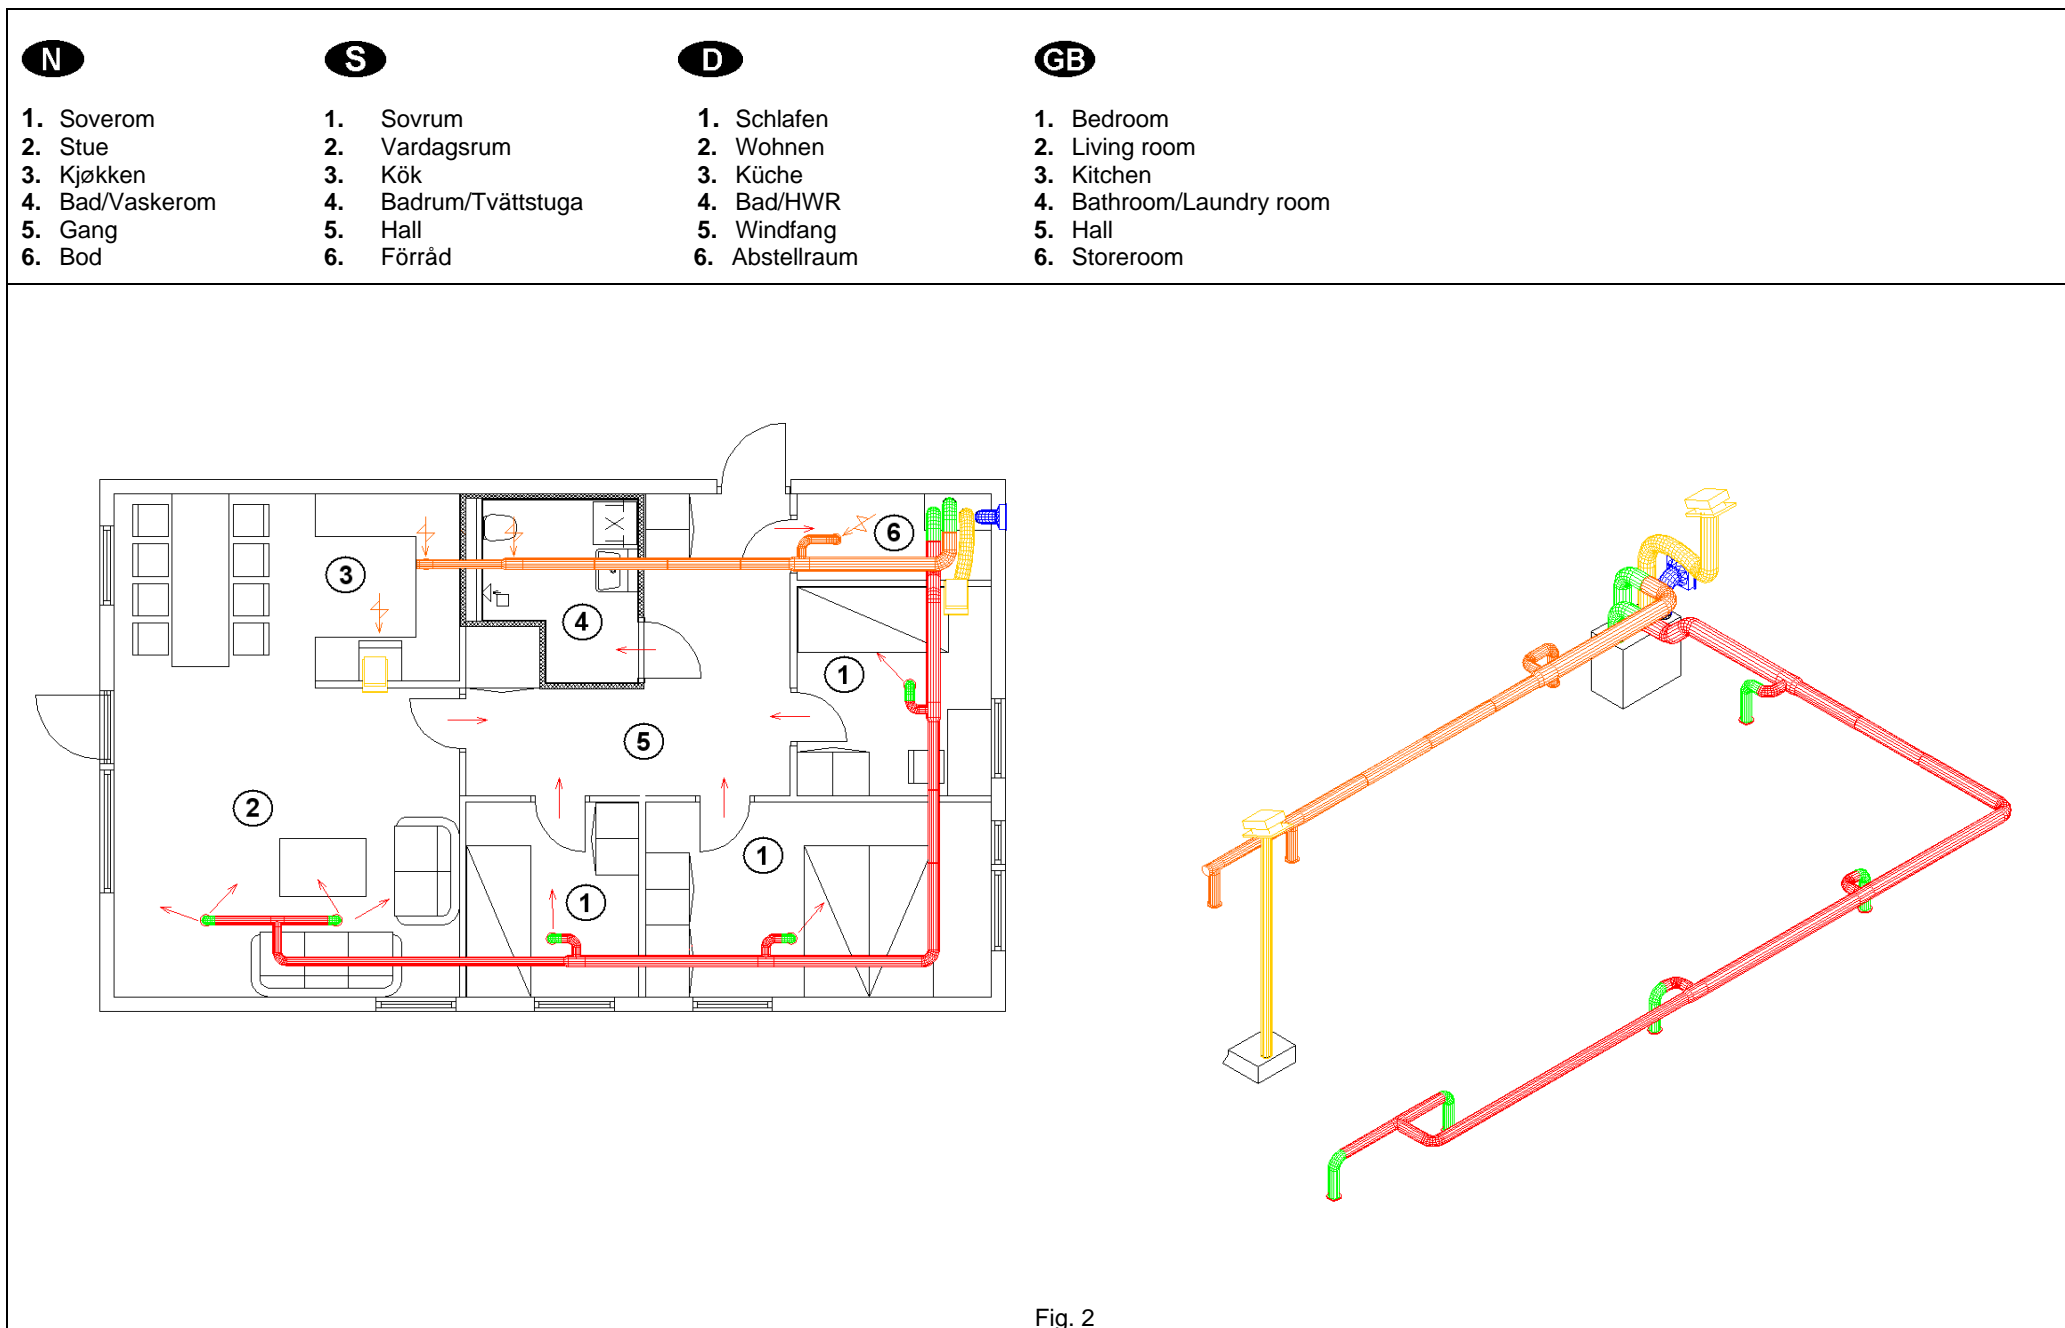 N S D GB
1. Soverom
2. Stue
3. Kjøkken
4. Bad/Vaskerom
5. Gang
6. Bod
1. Sovrum
2. Vardagsrum
3. Kök
4. Badrum/Tvättstuga
5. Hall
6. Förråd
1. Schlafen
2. Wohnen
3. Küche
4. Bad/HWR
5. Windfang
6. Abstellraum
1. Bedroom
2. Living room
3. Kitchen
4. Bathroom/Laundry room
5. Hall
6. Storeroom
6
3
4
1
5
2
1
1
Fig. 2